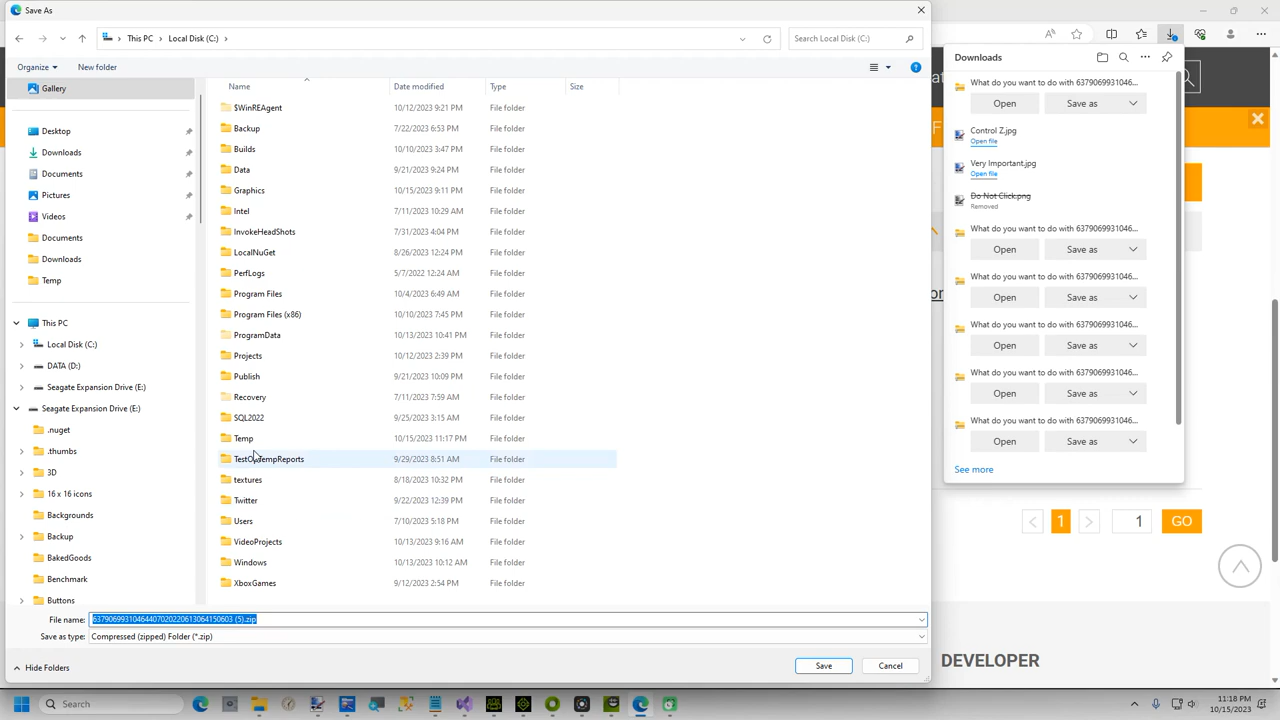 Save As
This PC
Local Disk (C:)
Search Local Disk (C:)
Organize
New folder
Gallery
Desktop
Downloads
Documents
Pictures
Videos
Documents
Downloads
Temp
This PC
Local Disk (C:)
DATA (D:)
Seagate Expansion Drive (E:)
Seagate Expansion Drive (E:)
.nuget
.thumbs
3D
16 x 16 icons
Backgrounds
Backup
BakedGoods
Benchmark
Buttons
Name Date modified Type Size
$WinREAgent 10/12/2023 9:21 PM File folder
Backup 7/22/2023 6:53 PM File folder
Builds 10/10/2023 3:47 PM File folder
Data 9/21/2023 9:24 PM File folder
Graphics 10/15/2023 9:11 PM File folder
Intel 7/11/2023 10:29 AM File folder
InvokeHeadShots 7/31/2023 4:04 PM File folder
LocalNuGet 8/26/2023 12:24 PM File folder
PerfLogs 5/7/2022 12:24 AM File folder
Program Files 10/4/2023 6:49 AM File folder
Program Files (x86) 10/10/2023 7:45 PM File folder
ProgramData 10/13/2023 10:41 PM File folder
Projects 10/12/2023 2:39 PM File folder
Publish 9/21/2023 10:09 PM File folder
Recovery 7/11/2023 7:59 AM File folder
SQL2022 9/25/2023 3:15 AM File folder
Temp 10/15/2023 11:17 PM File folder
9/29/2023 8:51 AM File folder
textures 8/18/2023 10:32 PM File folder
Twitter 9/22/2023 12:39 PM File folder
Users 7/10/2023 5:18 PM File folder
VideoProjects 10/13/2023 9:16 AM File folder
Windows 10/13/2023 10:12 AM File folder
XboxGames 9/12/2023 2:54 PM File folder
File name: 
Save as type: Compressed (zipped) Folder (*.zip)
Hide Folders
Save
Cancel
Downloads
What do you want to do with 6379069931046...
Open Save as
Control Z.jpg
Open file
Very Important.jpg
Open file
Do Not Click.png
Removed
What do you want to do with 6379069931046...
Open Save as
What do you want to do with 6379069931046...
Open Save as
What do you want to do with 6379069931046...
Open Save as
What do you want to do with 6379069931046...
Open Save as
What do you want to do with 6379069931046...
Open Save as
See more
1
1
GO
DEVELOPER
Search
11:18 PM
10/15/2023